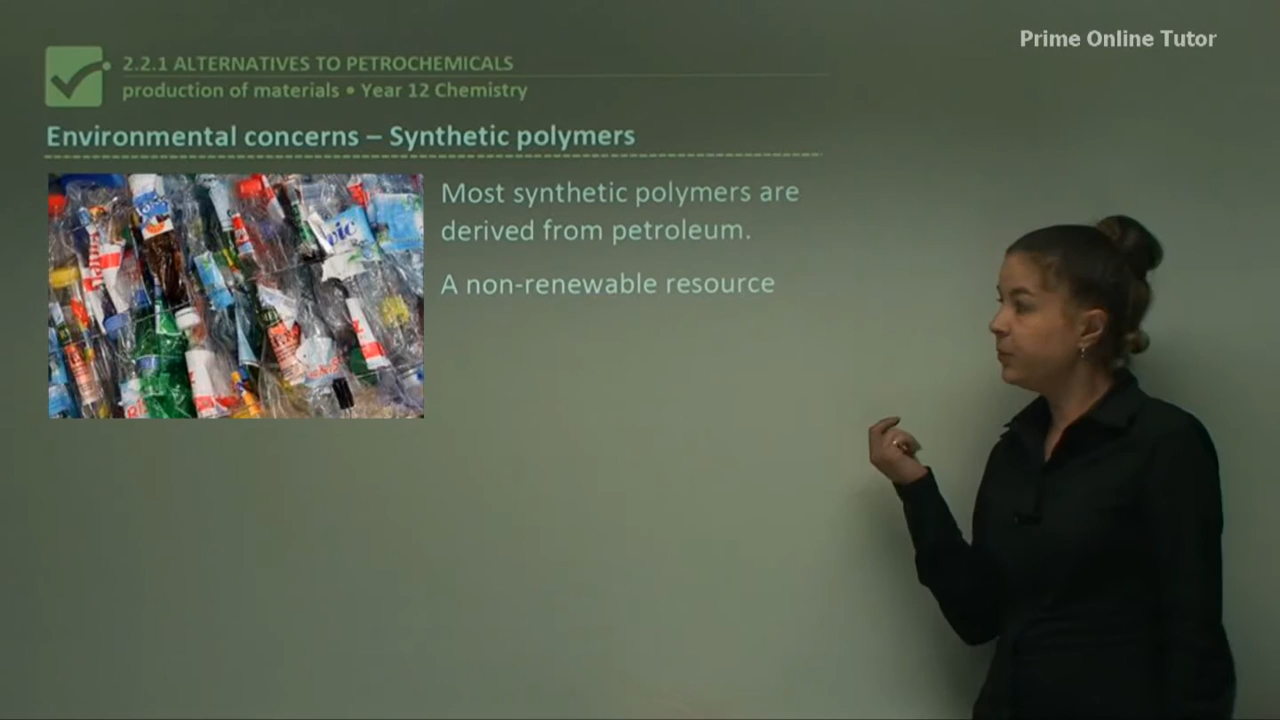 Prime Online Tutor
2.2.1 ALTERNATIVES TO PETROCHEMICALS
production of materials • Year 12 Chemistry
Environmental concerns – Synthetic polymers
Most synthetic polymers are
derived from petroleum.
A non-renewable resource